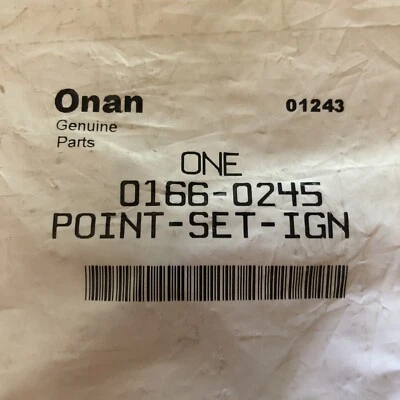 Onan 01243
Genuine
Parts
ONE
0166-0245
POINT-SET-IGN